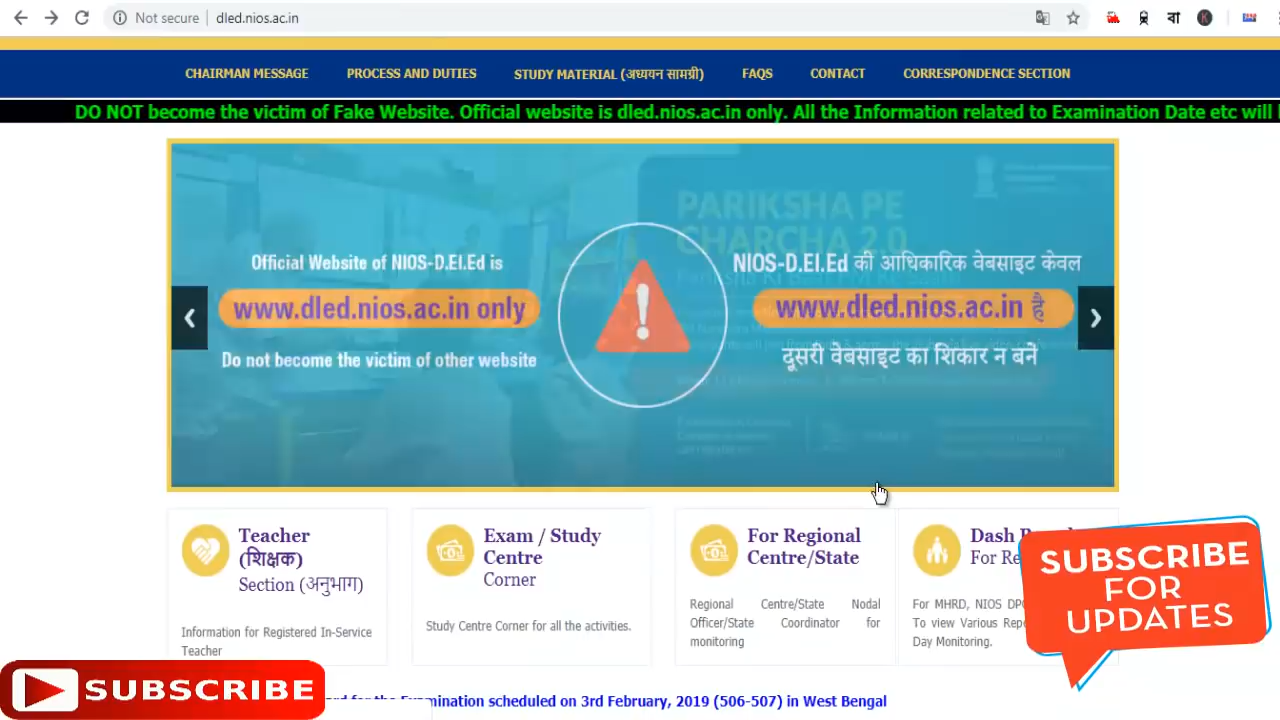 Not secure dled.nios.ac.in
CHAIRMAN MESSAGE PROCESS AND DUTIES STUDY MATERIAL (अध्ययन सामग्री) FAQS CONTACT CORRESPONDENCE SECTION
DO NOT become the victim of Fake Website. Official website is dled.nios.ac.in only. All the Information related to Examination Date etc will
PARIKSHA PE
CHARCHA 2.0
Official Website of NIOS-D.El.Ed is
www.dled.nios.ac.in only
Do not become the victim of other website
NIOS-D.El.Ed की आधिकारिक वेबसाइट केवल
www.dled.nios.ac.in है
दूसरी वेबसाइट का शिकार न बनें
Teacher
(शिक्षक)
Section (अनुभाग)
Information for Registered In-Service
Teacher
Exam / Study
Centre
Corner
Study Centre Corner for all the activities.
For Regional
Centre/State
Regional Centre/State Nodal
Officer/State Coordinator for
monitoring
Dash
For
For MHRD, NIOS
To view Various
Day Monitoring.
SUBSCRIBE
FOR
UPDATES
SUBSCRIBE
for the Examination scheduled on 3rd February, 2019 (506-507) in West Bengal